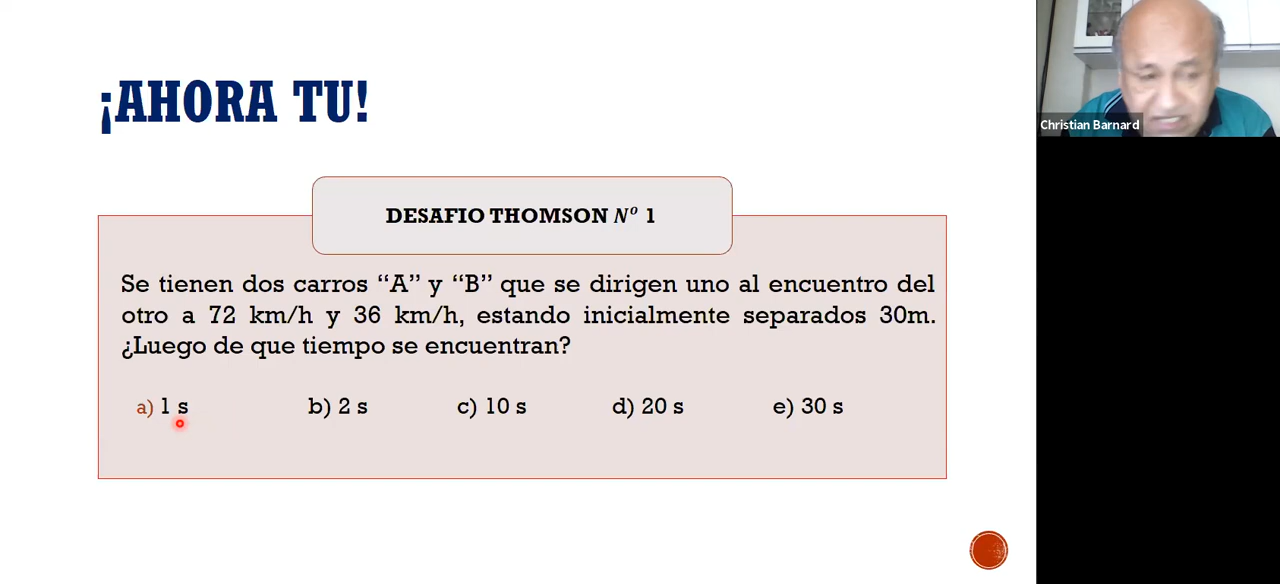 ¡AHORA TU!
Christian Barnard
DESAFIO THOMSON Nº 1
Se tienen dos carros “A” y “B” que se dirigen uno al encuentro del
otro a 72 km/h y 36 km/h, estando inicialmente separados 30m.
¿Luego de que tiempo se encuentran?
a) 1 s b) 2 s c) 10 s d) 20 s e) 30 s